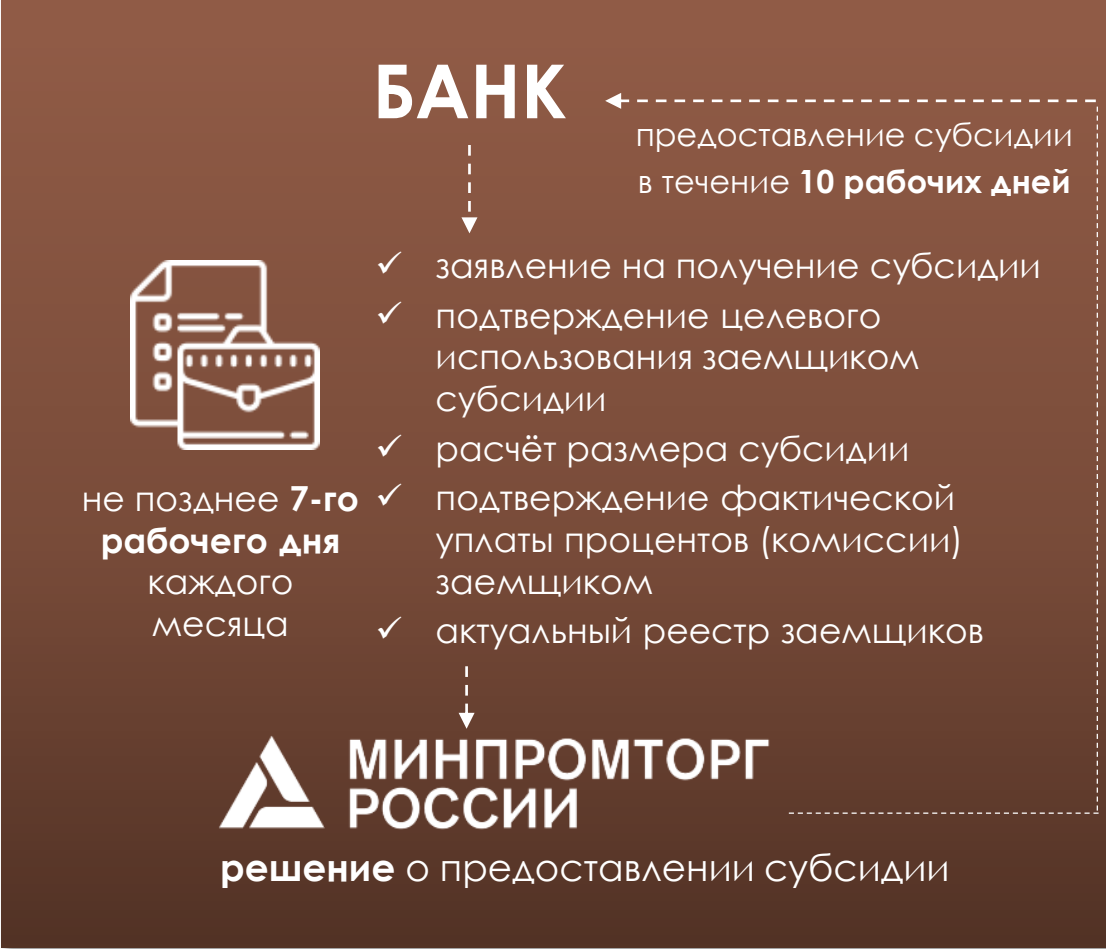 БАНК
предоставление субсидии
в течение 10 рабочих дней
заявление на получение субсидии
подтверждение целевого
использования заемщиком
субсидии
расчёт размера субсидии
подтверждение фактической
уплаты процентов (комиссии)
заемщиком
актуальный реестр заемщиков
не позднее 7-го
рабочего дня
каждого
месяца
МИНПРОМТОРГ
РОССИИ
решение о предоставлении субсидии